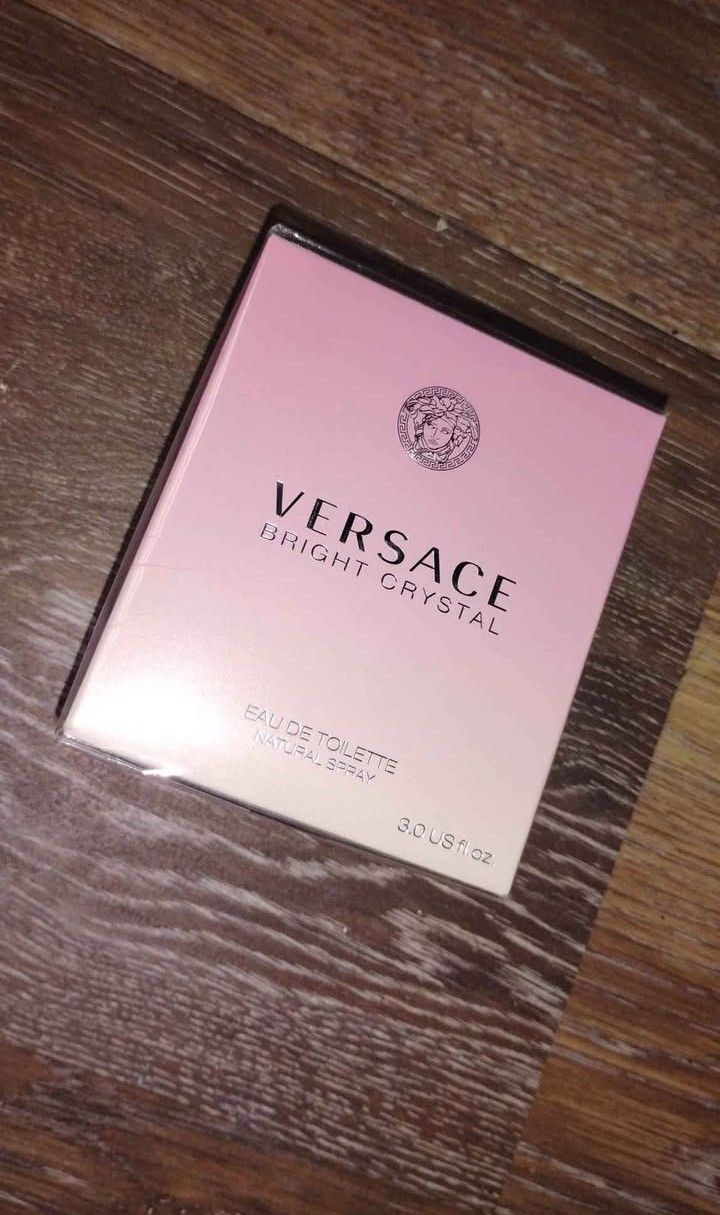 VERSACE
BRIGHT CRYSTAL
EAU DE TOILETTE
NATURAL SPRAY
3.0 US fl.oz.